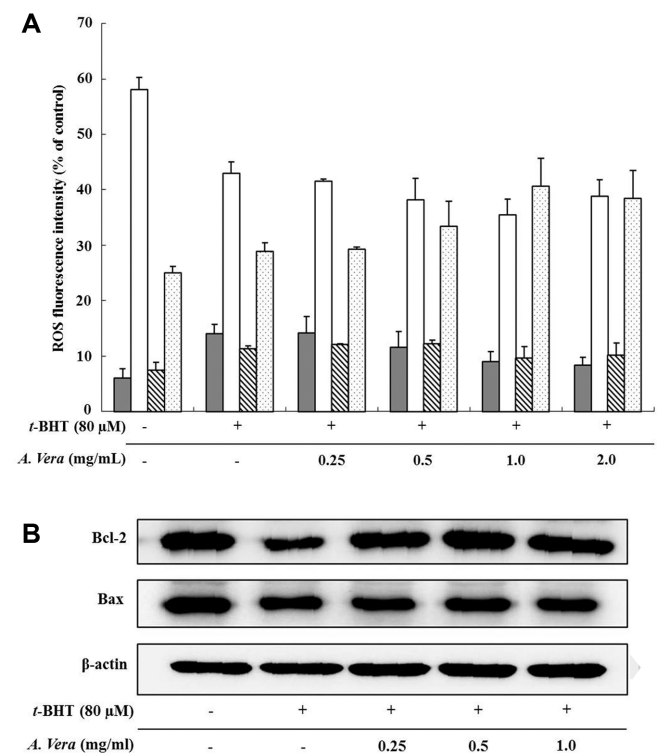 A
70
60
50
40
30
20
10
0
ROS fluorescence intensity (% of control)
t-BHT (80 µM) - + + + + +
A. Vera (mg/mL) - - 0.25 0.5 1.0 2.0
B
Bcl-2
Bax
β-actin
t-BHT (80 µM) - + + + +
A. Vera (mg/ml) - - 0.25 0.5 1.0